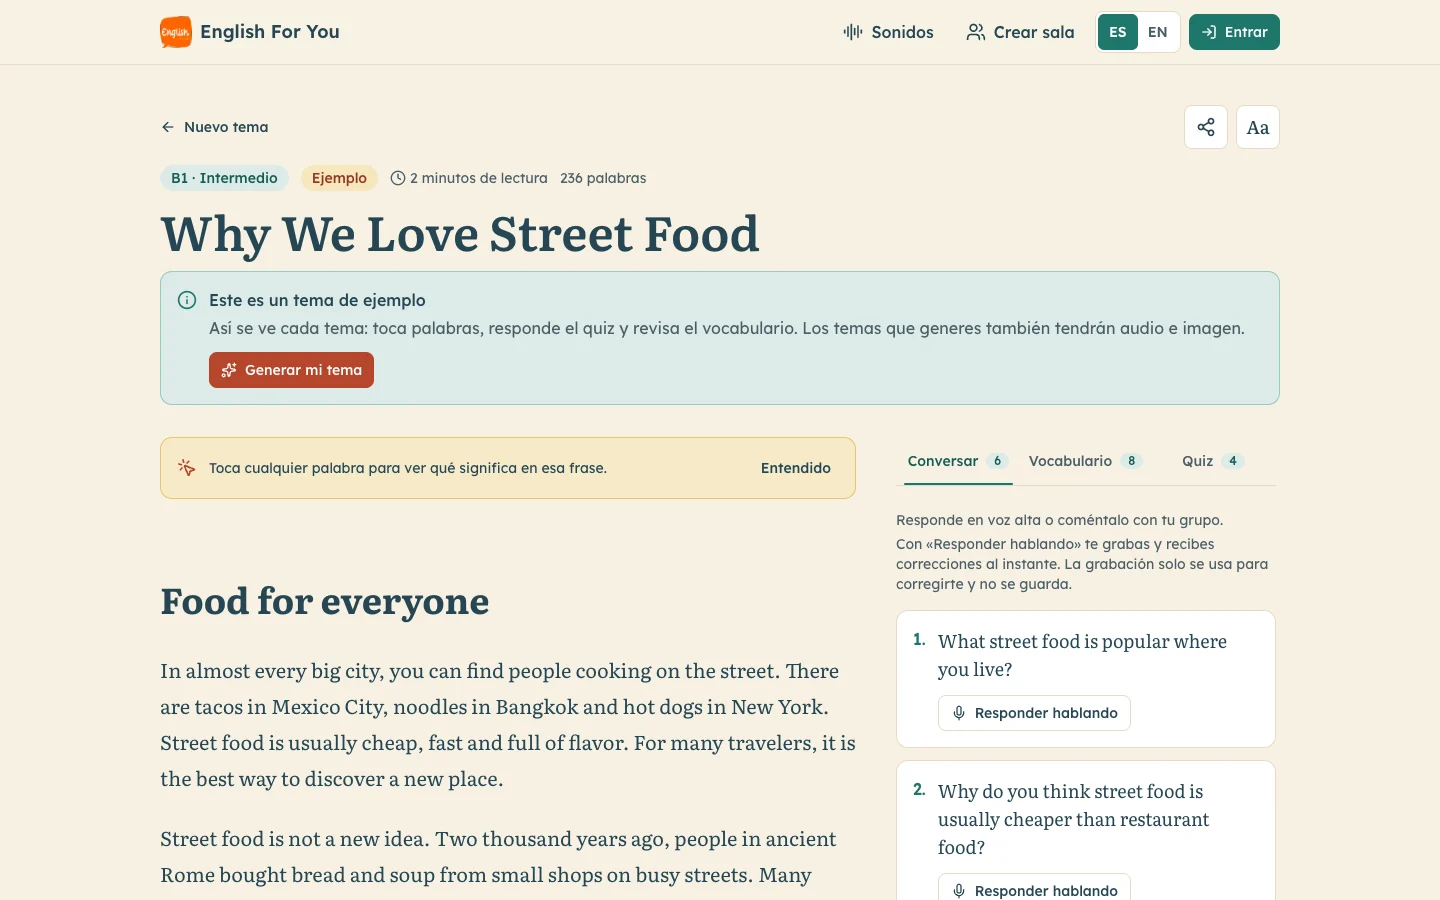 English
English For You
Sonidos
Crear sala
ES
EN
Entrar
Nuevo tema
Aa
B1 · Intermedio
Ejemplo
2 minutos de lectura
236 palabras
Why We Love Street Food
Este es un tema de ejemplo
Así se ve cada tema: toca palabras, responde el quiz y revisa el vocabulario. Los temas que generes también tendrán audio e imagen.
Generar mi tema
Toca cualquier palabra para ver qué significa en esa frase.
Entendido
Food for everyone
In almost every big city, you can find people cooking on the street. There
are tacos in Mexico City, noodles in Bangkok and hot dogs in New York.
Street food is usually cheap, fast and full of flavor. For many travelers, it is
the best way to discover a new place.
Street food is not a new idea. Two thousand years ago, people in ancient
Rome bought bread and soup from small shops on busy streets. Many
Conversar 6
Vocabulario 8
Quiz 4
Responde en voz alta o coméntalo con tu grupo.
Con «Responder hablando» te grabas y recibes
correcciones al instante. La grabación solo se usa para
corregirte y no se guarda.
1. What street food is popular where
you live?
Responder hablando
2. Why do you think street food is
usually cheaper than restaurant
food?
Responder hablando